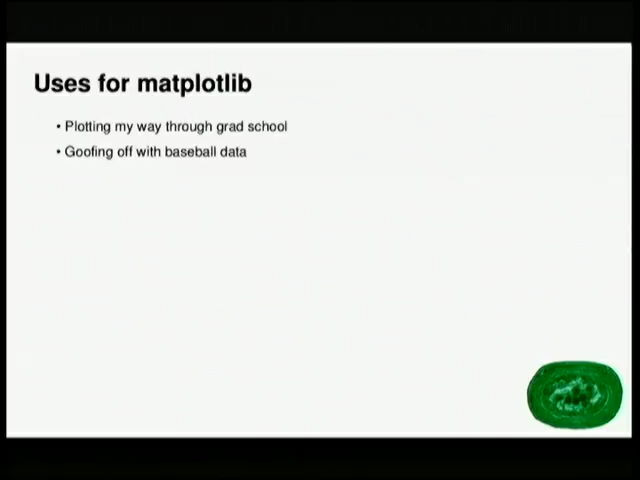 Uses for matplotlib
• Plotting my way through grad school
• Goofing off with baseball data